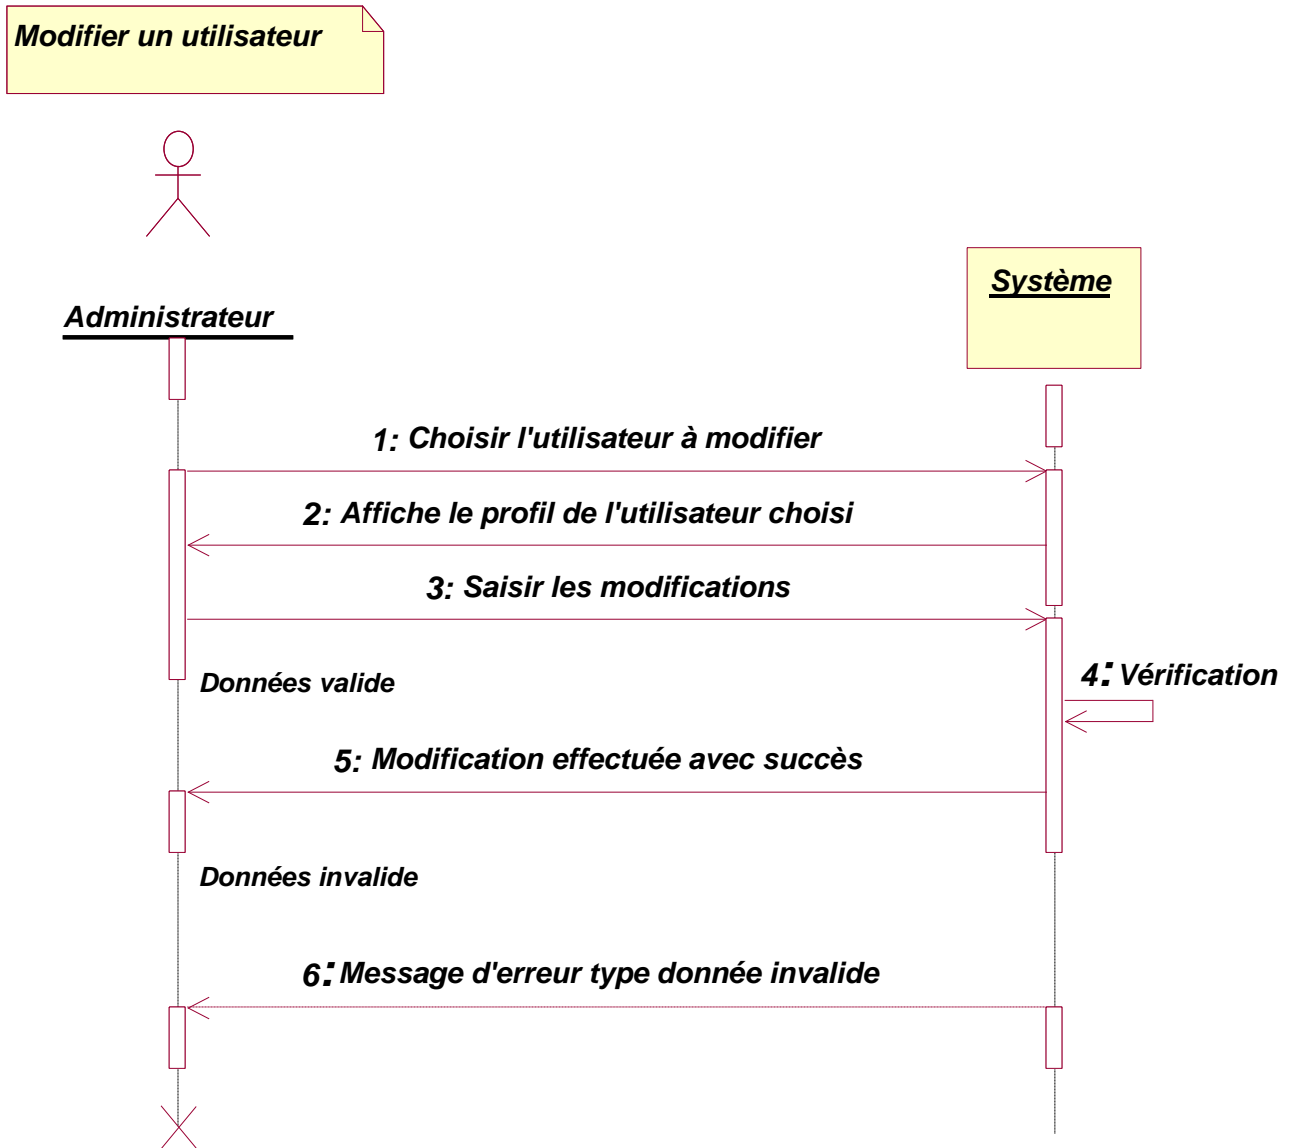 Modifier un utilisateur
Système
Administrateur
1: Choisir l'utilisateur à modifier
2: Affiche le profil de l'utilisateur choisi
3: Saisir les modifications
4: Vérification
Données valide
5: Modification effectuée avec succès
Données invalide
6: Message d'erreur type donnée invalide